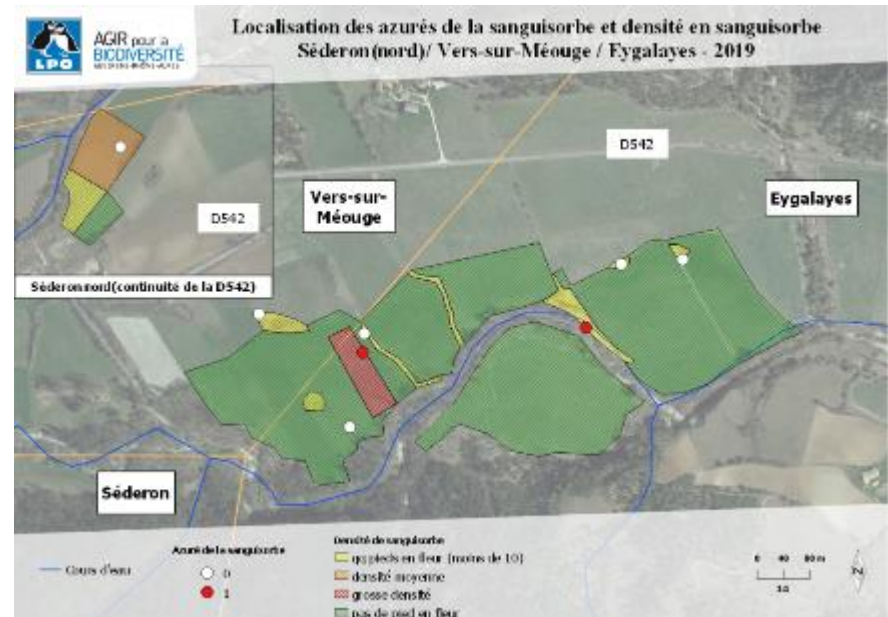 LPO
AGIR pour la
BIODIVERSITÉ
AUVERGNE-RHÔNE-ALPES
Localisation des azurés de la sanguisorbe et densité en sanguisorbe
Séderon(nord)/ Vers-sur-Méouge / Eygalayes - 2019
D542
Vers-sur-
Méouge
Eygalayes
D542
Séderon nord(continuité de la D542)
Séderon
Cours d'eau
Azuré de la sanguisorbe
0
1
Densité de sanguisorbe
qq pieds en fleur (moins de 10)
densité moyenne
grosse densité
pas de pied en fleur
0 40 80 m
N